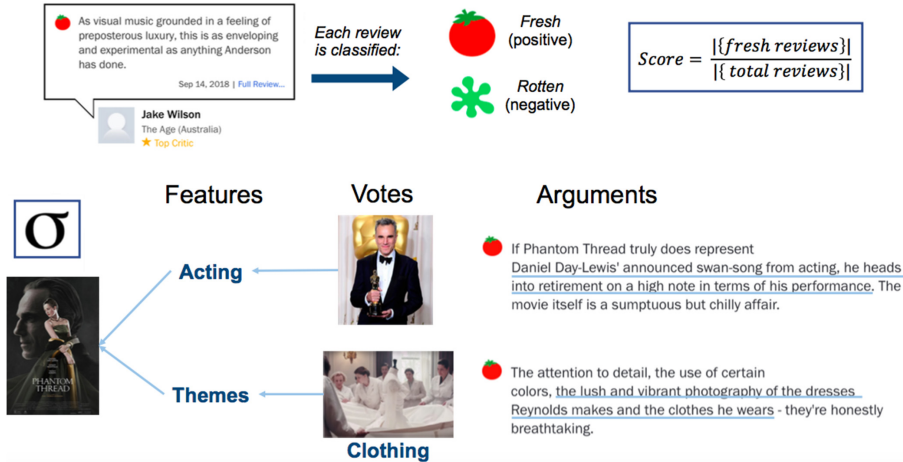 As visual music grounded in a feeling of
preposterous luxury, this is as enveloping
and experimental as anything Anderson
has done.
Sep 14, 2018 | Full Review...
Jake Wilson
The Age (Australia)
★ Top Critic
Each review
is classified:
Fresh
(positive)
Rotten
(negative)
Score = |{fresh reviews}| / |{ total reviews}|
Features
Votes
Arguments
σ
Acting
If Phantom Thread truly does represent
Daniel Day-Lewis' announced swan-song from acting, he heads
into retirement on a high note in terms of his performance. The
movie itself is a sumptuous but chilly affair.
PHANTOM
THREAD
Themes
The attention to detail, the use of certain
colors, the lush and vibrant photography of the dresses
Reynolds makes and the clothes he wears - they're honestly
breathtaking.
Clothing